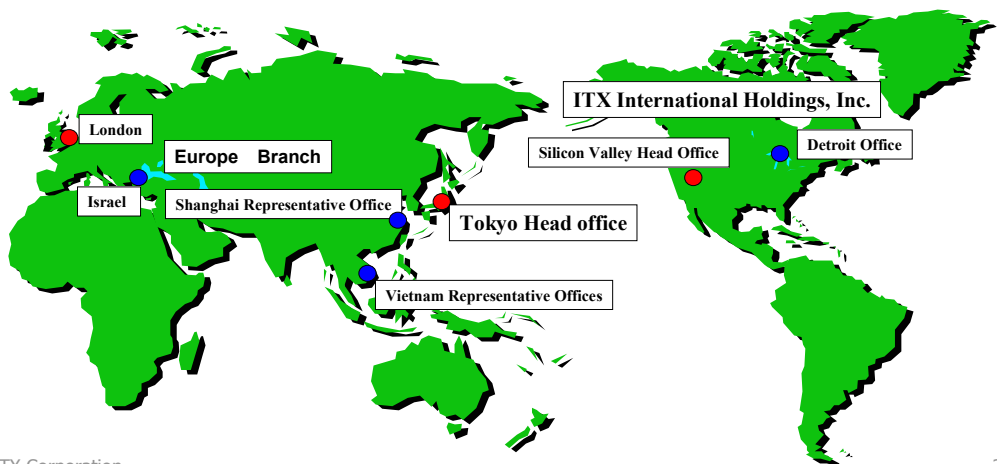 ITX International Holdings, Inc.
London
Detroit Office
Europe Branch
Silicon Valley Head Office
Israel
Shanghai Representative Office
Tokyo Head office
Vietnam Representative Offices